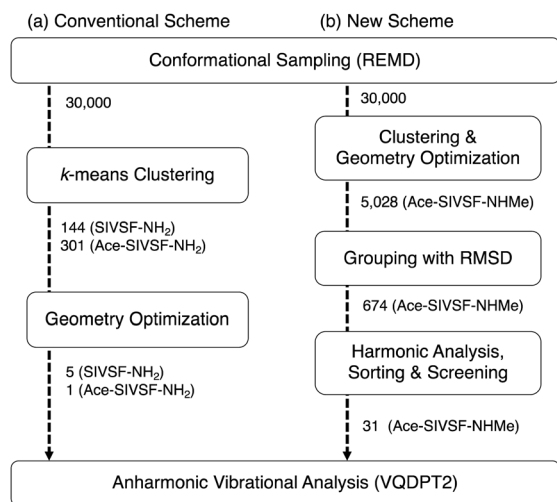 (a) Conventional Scheme
(b) New Scheme
Conformational Sampling (REMD)
30,000
k-means Clustering
144 (SIVSF-NH₂)
301 (Ace-SIVSF-NH₂)
Geometry Optimization
5 (SIVSF-NH₂)
1 (Ace-SIVSF-NH₂)
30,000
Clustering &
Geometry Optimization
5,028 (Ace-SIVSF-NHMe)
Grouping with RMSD
674 (Ace-SIVSF-NHMe)
Harmonic Analysis,
Sorting & Screening
31 (Ace-SIVSF-NHMe)
Anharmonic Vibrational Analysis (VQDPT2)